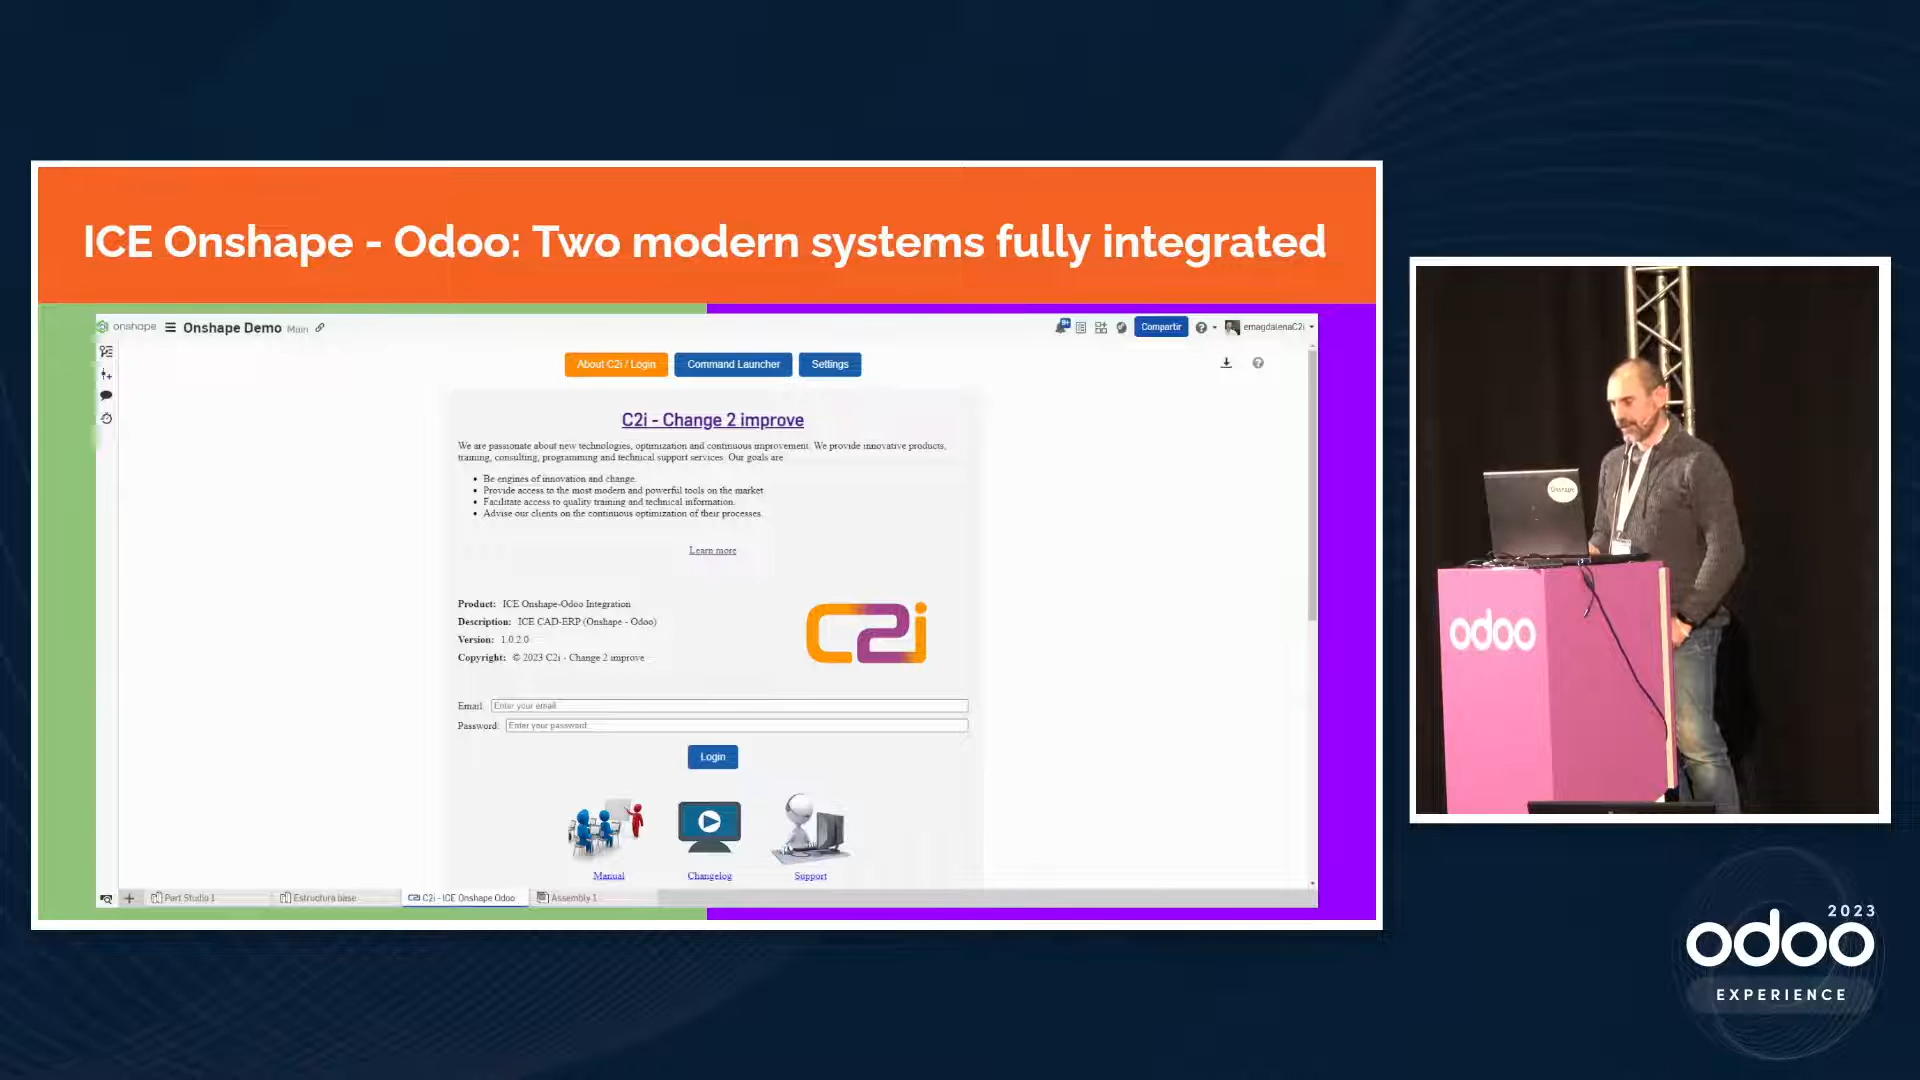 ICE Onshape - Odoo: Two modern systems fully integrated
onshape Onshape Demo Main
Compartir
emagdalenaC2i
About C2i / Login
Command Launcher
Settings
C2i - Change 2 improve
We are passionate about new technologies, optimization and continuous improvement. We provide innovative products,
training, consulting, programming and technical support services. Our goals are
Be engines of innovation and change.
Provide access to the most modern and powerful tools on the market
Facilitate access to quality training and technical information.
Advise our clients on the continuous optimization of their processes.
Learn more
Product: ICE Onshape-Odoo Integration
Description: ICE CAD-ERP (Onshape - Odoo)
Version: 1.0.2.0
Copyright: © 2023 C2i - Change 2 improve
C2i
Email Enter your email
Password: Enter your password
Login
Manual
Changelog
Support
Part Studio 1
Estructura base
C2i - ICE Onshape Odoo
Assembly 1
Onshape
odoo
2023
odoo
EXPERIENCE